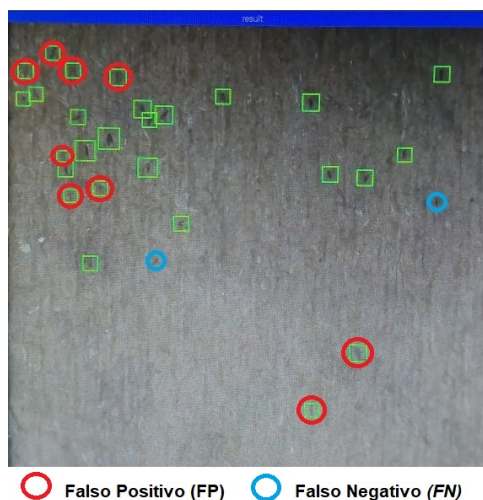 result
Falso Positivo (FP) Falso Negativo (FN)